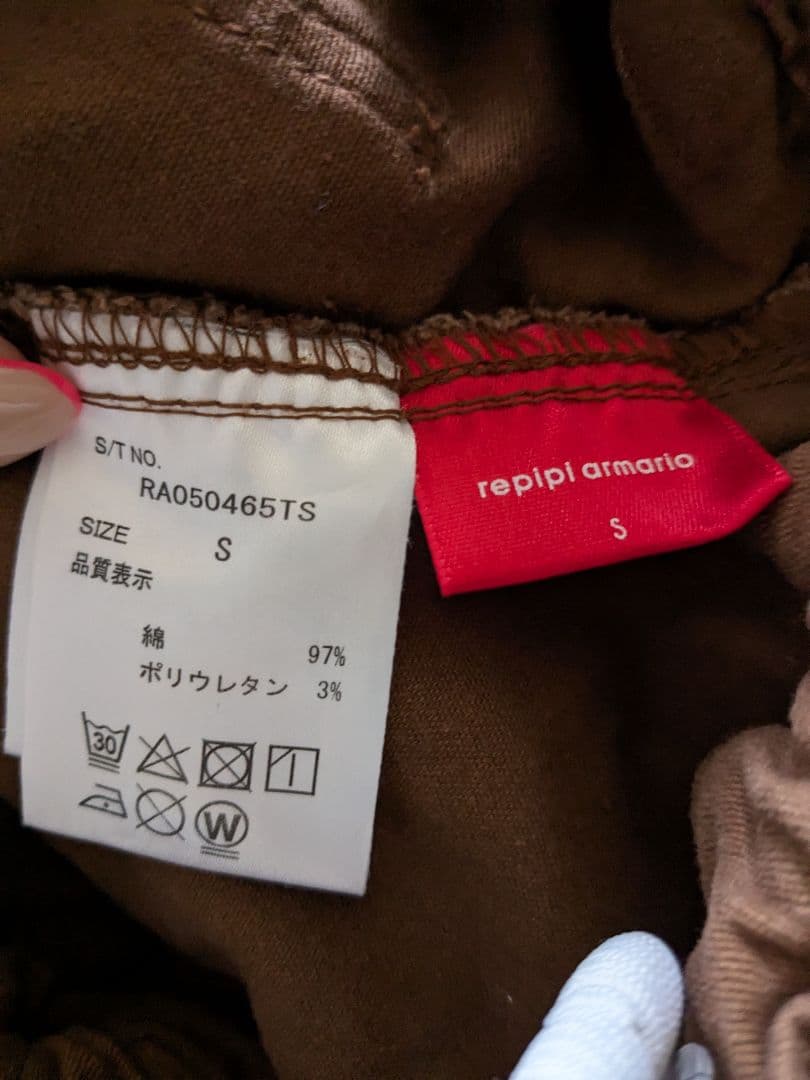 S/T NO.
RA050465TS
SIZE S
品質表示
綿 97%
ポリウレタン 3%
30
W
repipi armario
S